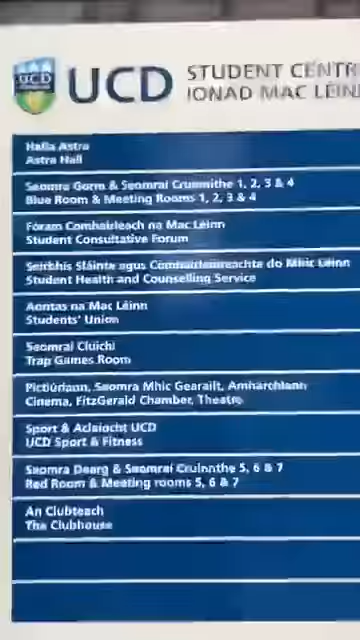 UCD
UCD STUDENT CENTR
IONAD MAC LÉIN
Halla Astra
Astra Hall
Seomra Gorm & Seomraí Cruinnithe 1, 2, 3 & 4
Blue Room & Meeting Rooms 1, 2, 3 & 4
Fóram Comhairleach na Mac Léinn
Student Consultative Forum
Seirbhís Sláinte agus Comhairleoireachta do Mhic Léinn
Student Health and Counselling Service
Aontas na Mac Léinn
Students' Union
Seomraí Cluichí
Trap Games Room
Pictiúrlann, Seomra Mhic Gearailt, Amharclann
Cinema, FitzGerald Chamber, Theatre
Sport & Aclaíocht UCD
UCD Sport & Fitness
Seomra Dearg & Seomraí Cruinnithe 5, 6 & 7
Red Room & Meeting rooms 5, 6 & 7
An Clubteach
The Clubhouse